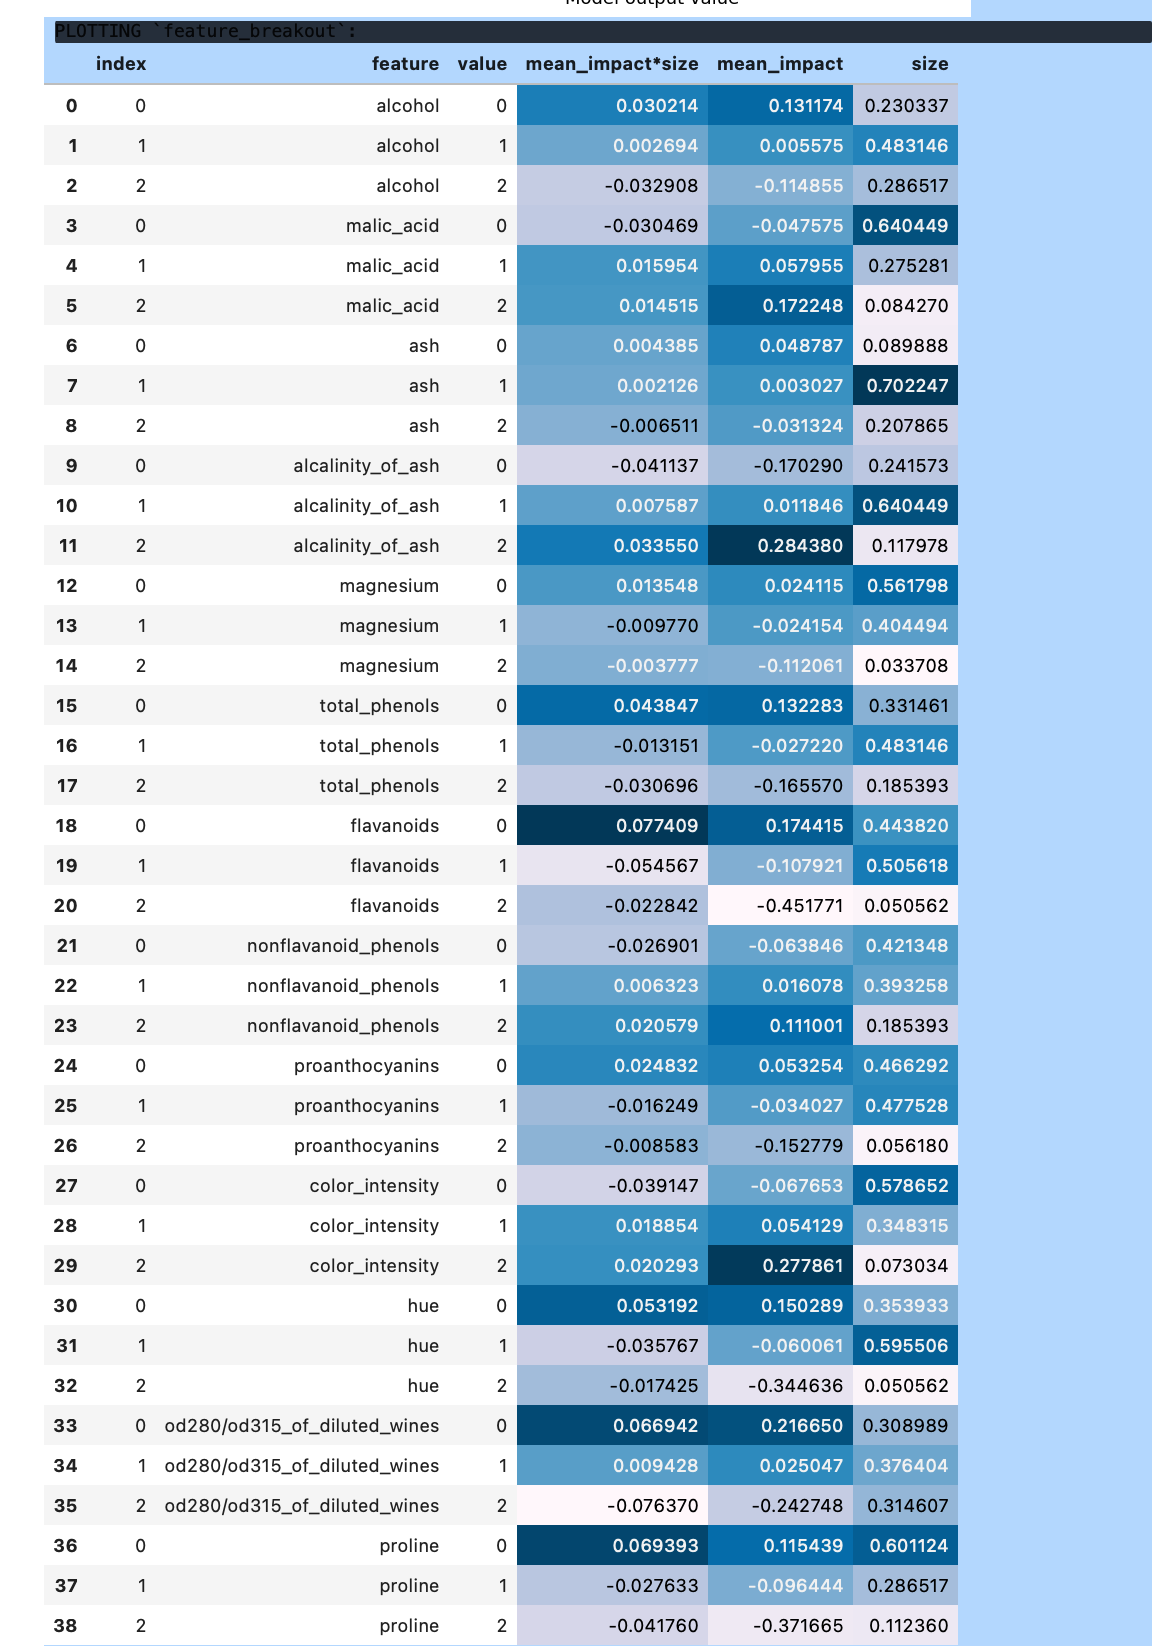 Model output value
PLOTTING `feature_breakout`:
index feature value mean_impact*size mean_impact size
0 0 alcohol 0 0.030214 0.131174 0.230337
1 1 alcohol 1 0.002694 0.005575 0.483146
2 2 alcohol 2 -0.032908 -0.114855 0.286517
3 0 malic_acid 0 -0.030469 -0.047575 0.640449
4 1 malic_acid 1 0.015954 0.057955 0.275281
5 2 malic_acid 2 0.014515 0.172248 0.084270
6 0 ash 0 0.004385 0.048787 0.089888
7 1 ash 1 0.002126 0.003027 0.702247
8 2 ash 2 -0.006511 -0.031324 0.207865
9 0 alcalinity_of_ash 0 -0.041137 -0.170290 0.241573
10 1 alcalinity_of_ash 1 0.007587 0.011846 0.640449
11 2 alcalinity_of_ash 2 0.033550 0.284380 0.117978
12 0 magnesium 0 0.013548 0.024115 0.561798
13 1 magnesium 1 -0.009770 -0.024154 0.404494
14 2 magnesium 2 -0.003777 -0.112061 0.033708
15 0 total_phenols 0 0.043847 0.132283 0.331461
16 1 total_phenols 1 -0.013151 -0.027220 0.483146
17 2 total_phenols 2 -0.030696 -0.165570 0.185393
18 0 flavanoids 0 0.077409 0.174415 0.443820
19 1 flavanoids 1 -0.054567 -0.107921 0.505618
20 2 flavanoids 2 -0.022842 -0.451771 0.050562
21 0 nonflavanoid_phenols 0 -0.026901 -0.063846 0.421348
22 1 nonflavanoid_phenols 1 0.006323 0.016078 0.393258
23 2 nonflavanoid_phenols 2 0.020579 0.111001 0.185393
24 0 proanthocyanins 0 0.024832 0.053254 0.466292
25 1 proanthocyanins 1 -0.016249 -0.034027 0.477528
26 2 proanthocyanins 2 -0.008583 -0.152779 0.056180
27 0 color_intensity 0 -0.039147 -0.067653 0.578652
28 1 color_intensity 1 0.018854 0.054129 0.348315
29 2 color_intensity 2 0.020293 0.277861 0.073034
30 0 hue 0 0.053192 0.150289 0.353933
31 1 hue 1 -0.035767 -0.060061 0.595506
32 2 hue 2 -0.017425 -0.344636 0.050562
33 0 od280/od315_of_diluted_wines 0 0.066942 0.216650 0.308989
34 1 od280/od315_of_diluted_wines 1 0.009428 0.025047 0.376404
35 2 od280/od315_of_diluted_wines 2 -0.076370 -0.242748 0.314607
36 0 proline 0 0.069393 0.115439 0.601124
37 1 proline 1 -0.027633 -0.096444 0.286517
38 2 proline 2 -0.041760 -0.371665 0.112360